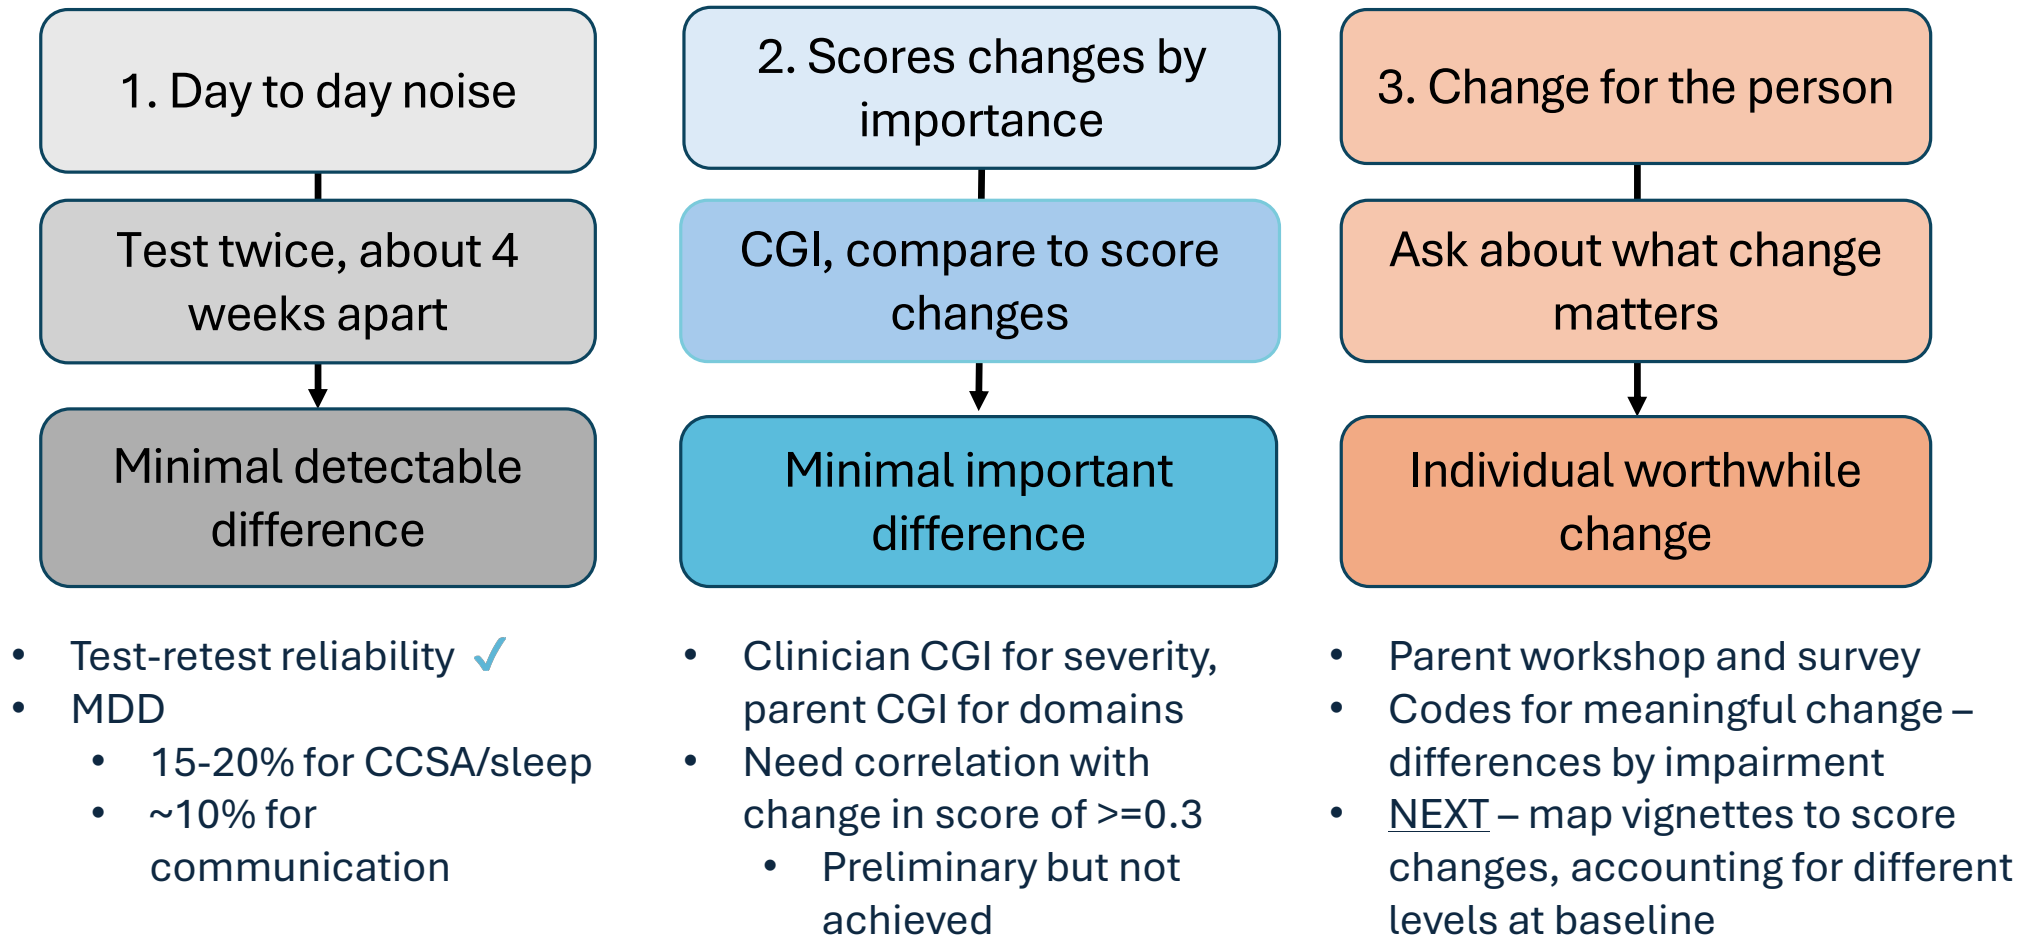 1. Day to day noise
Test twice, about 4
weeks apart
Minimal detectable
difference
• Test-retest reliability ✓
• MDD
• 15-20% for CCSA/sleep
• ~10% for
communication
2. Scores changes by
importance
CGI, compare to score
changes
Minimal important
difference
• Clinician CGI for severity,
parent CGI for domains
• Need correlation with
change in score of >=0.3
• Preliminary but not
achieved
3. Change for the person
Ask about what change
matters
Individual worthwhile
change
• Parent workshop and survey
• Codes for meaningful change –
differences by impairment
• NEXT – map vignettes to score
changes, accounting for different
levels at baseline